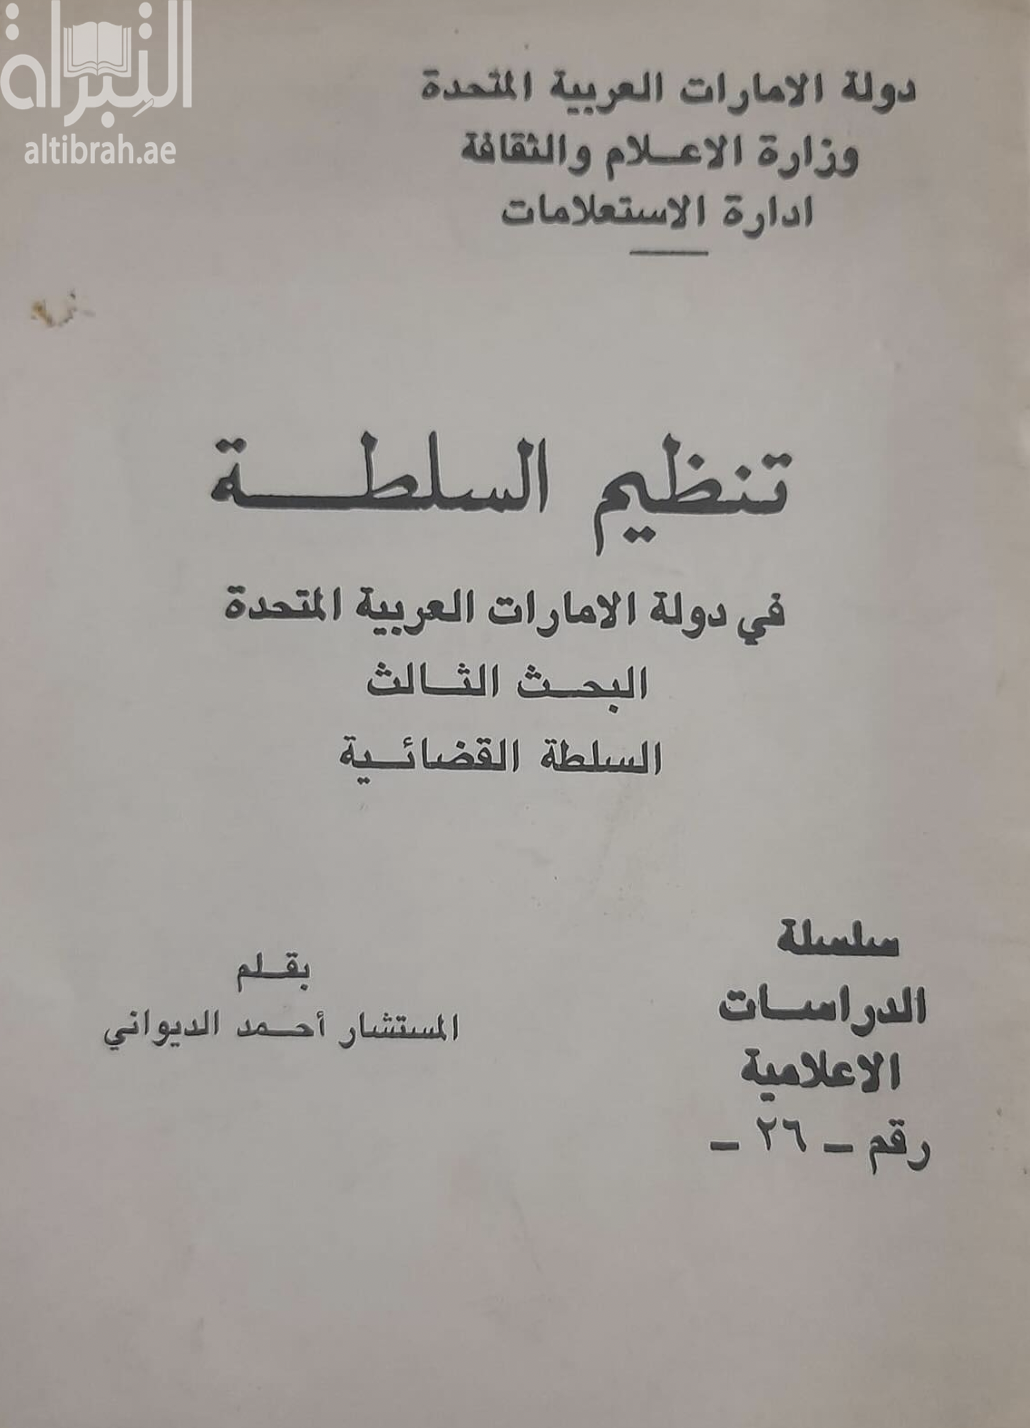 التبراة
altibrah.ae
دولة الامارات العربية المتحدة
وزارة الاعلام والثقافة
ادارة الاستعلامات
تنظيم السلطة
في دولة الامارات العربية المتحدة
البحث الثالث
السلطة القضائية
سلسلة
الدراسات
الاعلامية
رقم - ٢٦ -
بقلم
المستشار أحمد الديواني